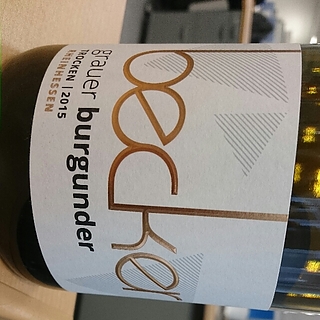 becker
grauer burgunder
TROCKEN | 2015
RHEINHESSEN